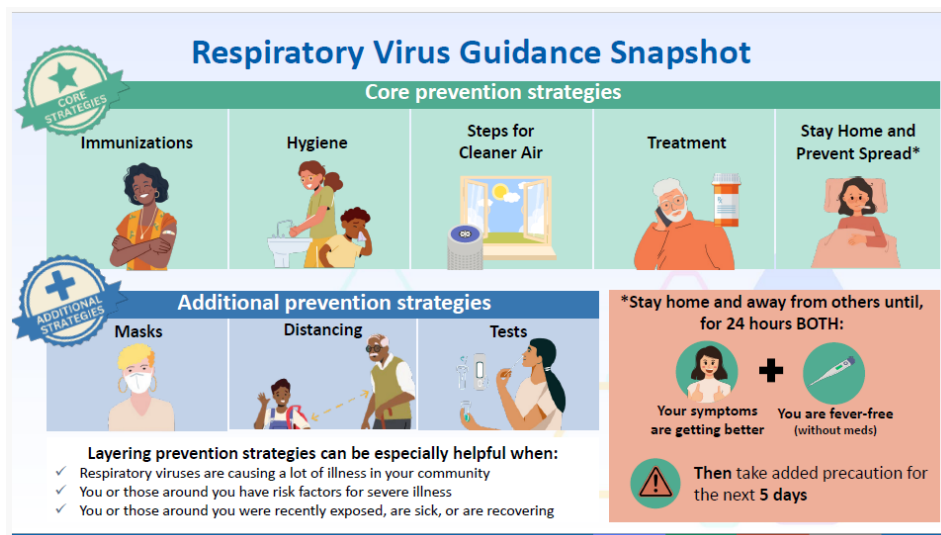 Respiratory Virus Guidance Snapshot
CORE
STRATEGIES
Core prevention strategies
Immunizations
Hygiene
Steps for
Cleaner Air
Treatment
Stay Home and
Prevent Spread*
ADDITIONAL
STRATEGIES
Additional prevention strategies
Masks
Distancing
Tests
Layering prevention strategies can be especially helpful when:
✓ Respiratory viruses are causing a lot of illness in your community
✓ You or those around you have risk factors for severe illness
✓ You or those around you were recently exposed, are sick, or are recovering
*Stay home and away from others until,
for 24 hours BOTH:
Your symptoms
are getting better
You are fever-free
(without meds)
Then take added precaution for
the next 5 days